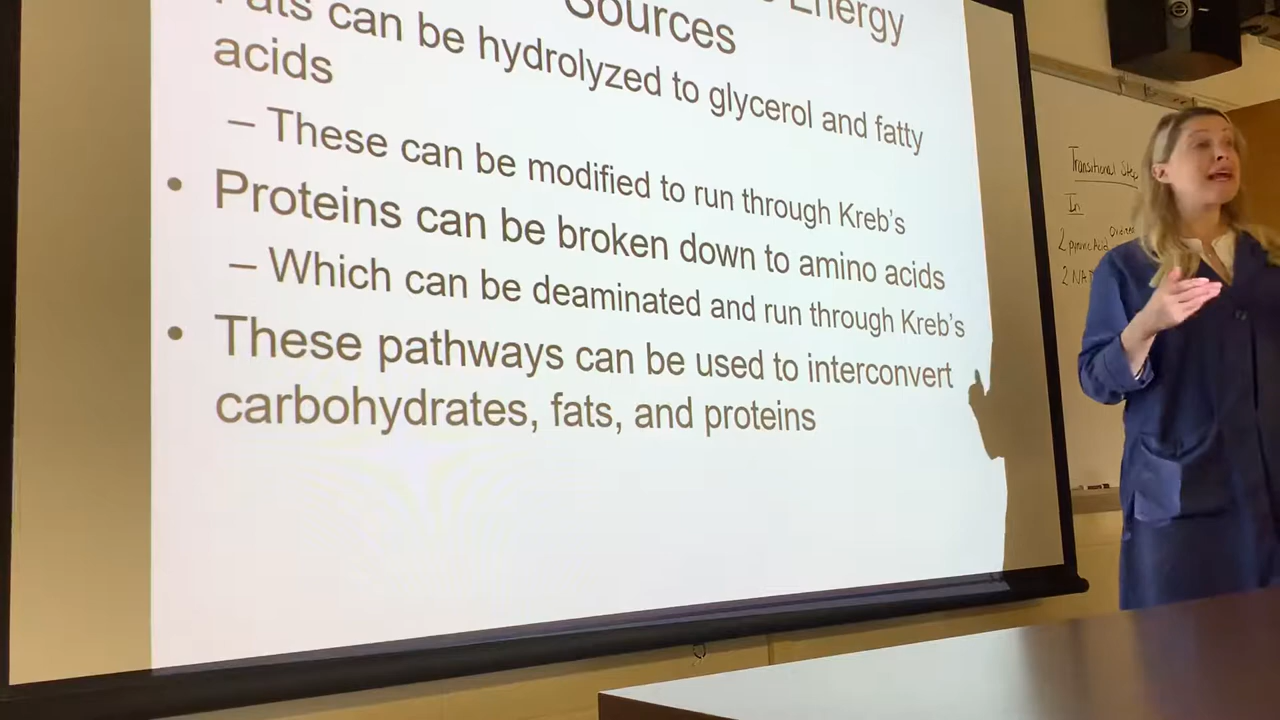 Energy
Sources
Fats can be hydrolyzed to glycerol and fatty
acids
– These can be modified to run through Kreb's
• Proteins can be broken down to amino acids
– Which can be deaminated and run through Kreb's
• These pathways can be used to interconvert
carbohydrates, fats, and proteins
Transitional Step
In
2 pyruvic Acid
2 NAD